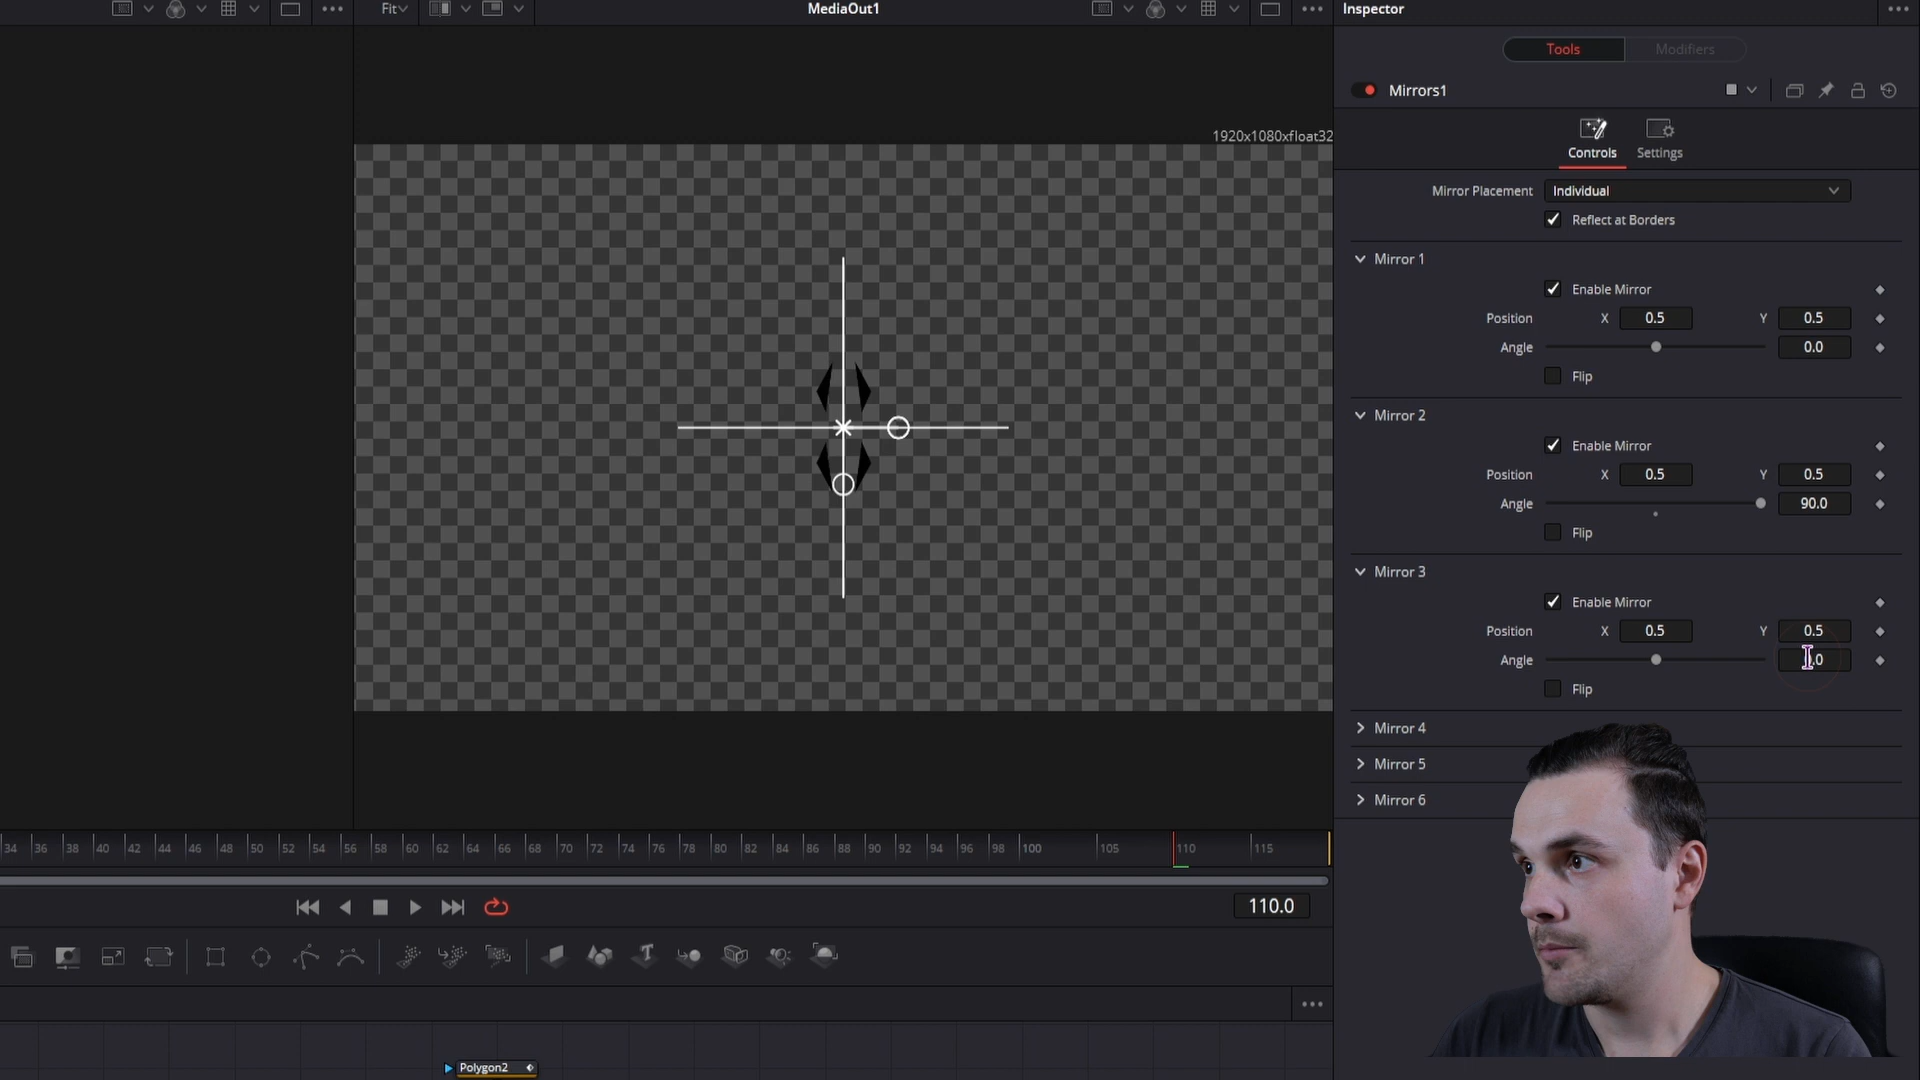 Fit
MediaOut1
Inspector
Tools
Modifiers
Mirrors1
1920x1080xfloat32
Controls
Settings
Mirror Placement
Individual
Reflect at Borders
Mirror 1
Enable Mirror
Position X 0.5 Y 0.5
Angle 0.0
Flip
Mirror 2
Enable Mirror
Position X 0.5 Y 0.5
Angle 90.0
Flip
Mirror 3
Enable Mirror
Position X 0.5 Y 0.5
Angle .0
Flip
Mirror 4
Mirror 5
Mirror 6
34 36 38 40 42 44 46 48 50 52 54 56 58 60 62 64 66 68 70 72 74 76 78 80 82 84 86 88 90 92 94 96 98 100 105 110 115
110.0
T
Polygon2